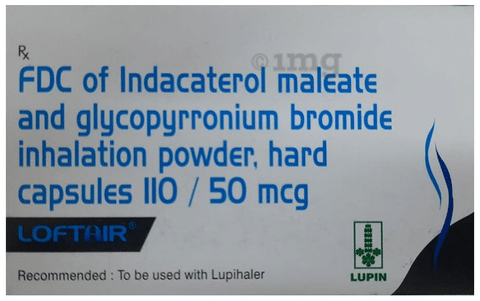 ©1mg
Rx
FDC of Indacaterol maleate
and glycopyrronium bromide
inhalation powder, hard
capsules 110 / 50 mcg
LOFTAIR®
LUPIN
Recommended : To be used with Lupihaler